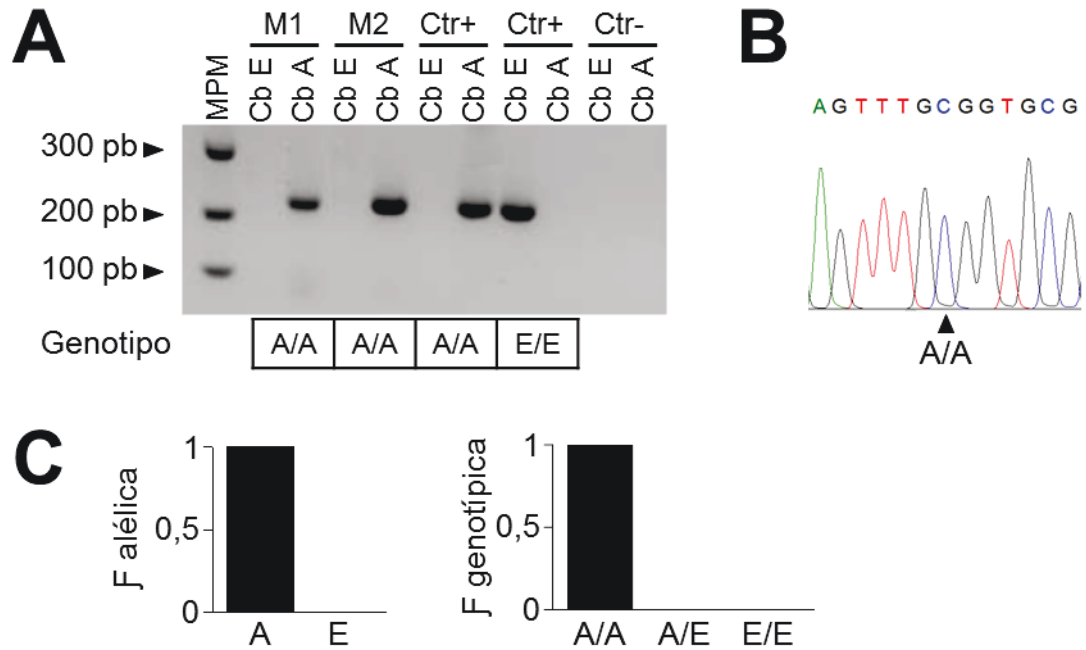 A
M1 M2 Ctr+ Ctr+ Ctr-
MPM Cb E Cb A Cb E Cb A Cb E Cb A Cb E Cb A Cb E Cb A
300 pb
200 pb
100 pb
Genotipo A/A A/A A/A E/E
B
A G T T T G C G G T G C G
A/A
C
Ƒ alélica
1
0,5
0
A E
Ƒ genotípica
1
0,5
0
A/A A/E E/E